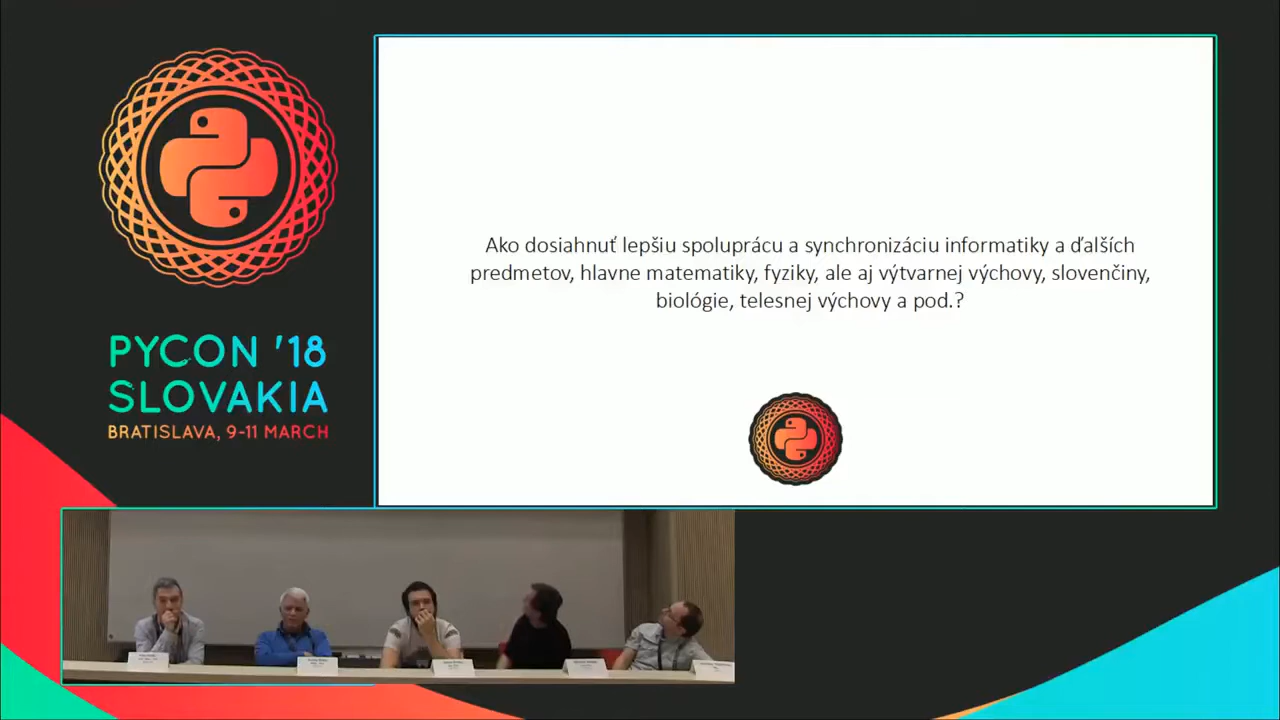 PYCON '18
SLOVAKIA
BRATISLAVA, 9-11 MARCH
Ako dosiahnuť lepšiu spoluprácu a synchronizáciu informatiky a ďalších
predmetov, hlavne matematiky, fyziky, ale aj výtvarnej výchovy, slovenčiny,
biológie, telesnej výchovy a pod.?